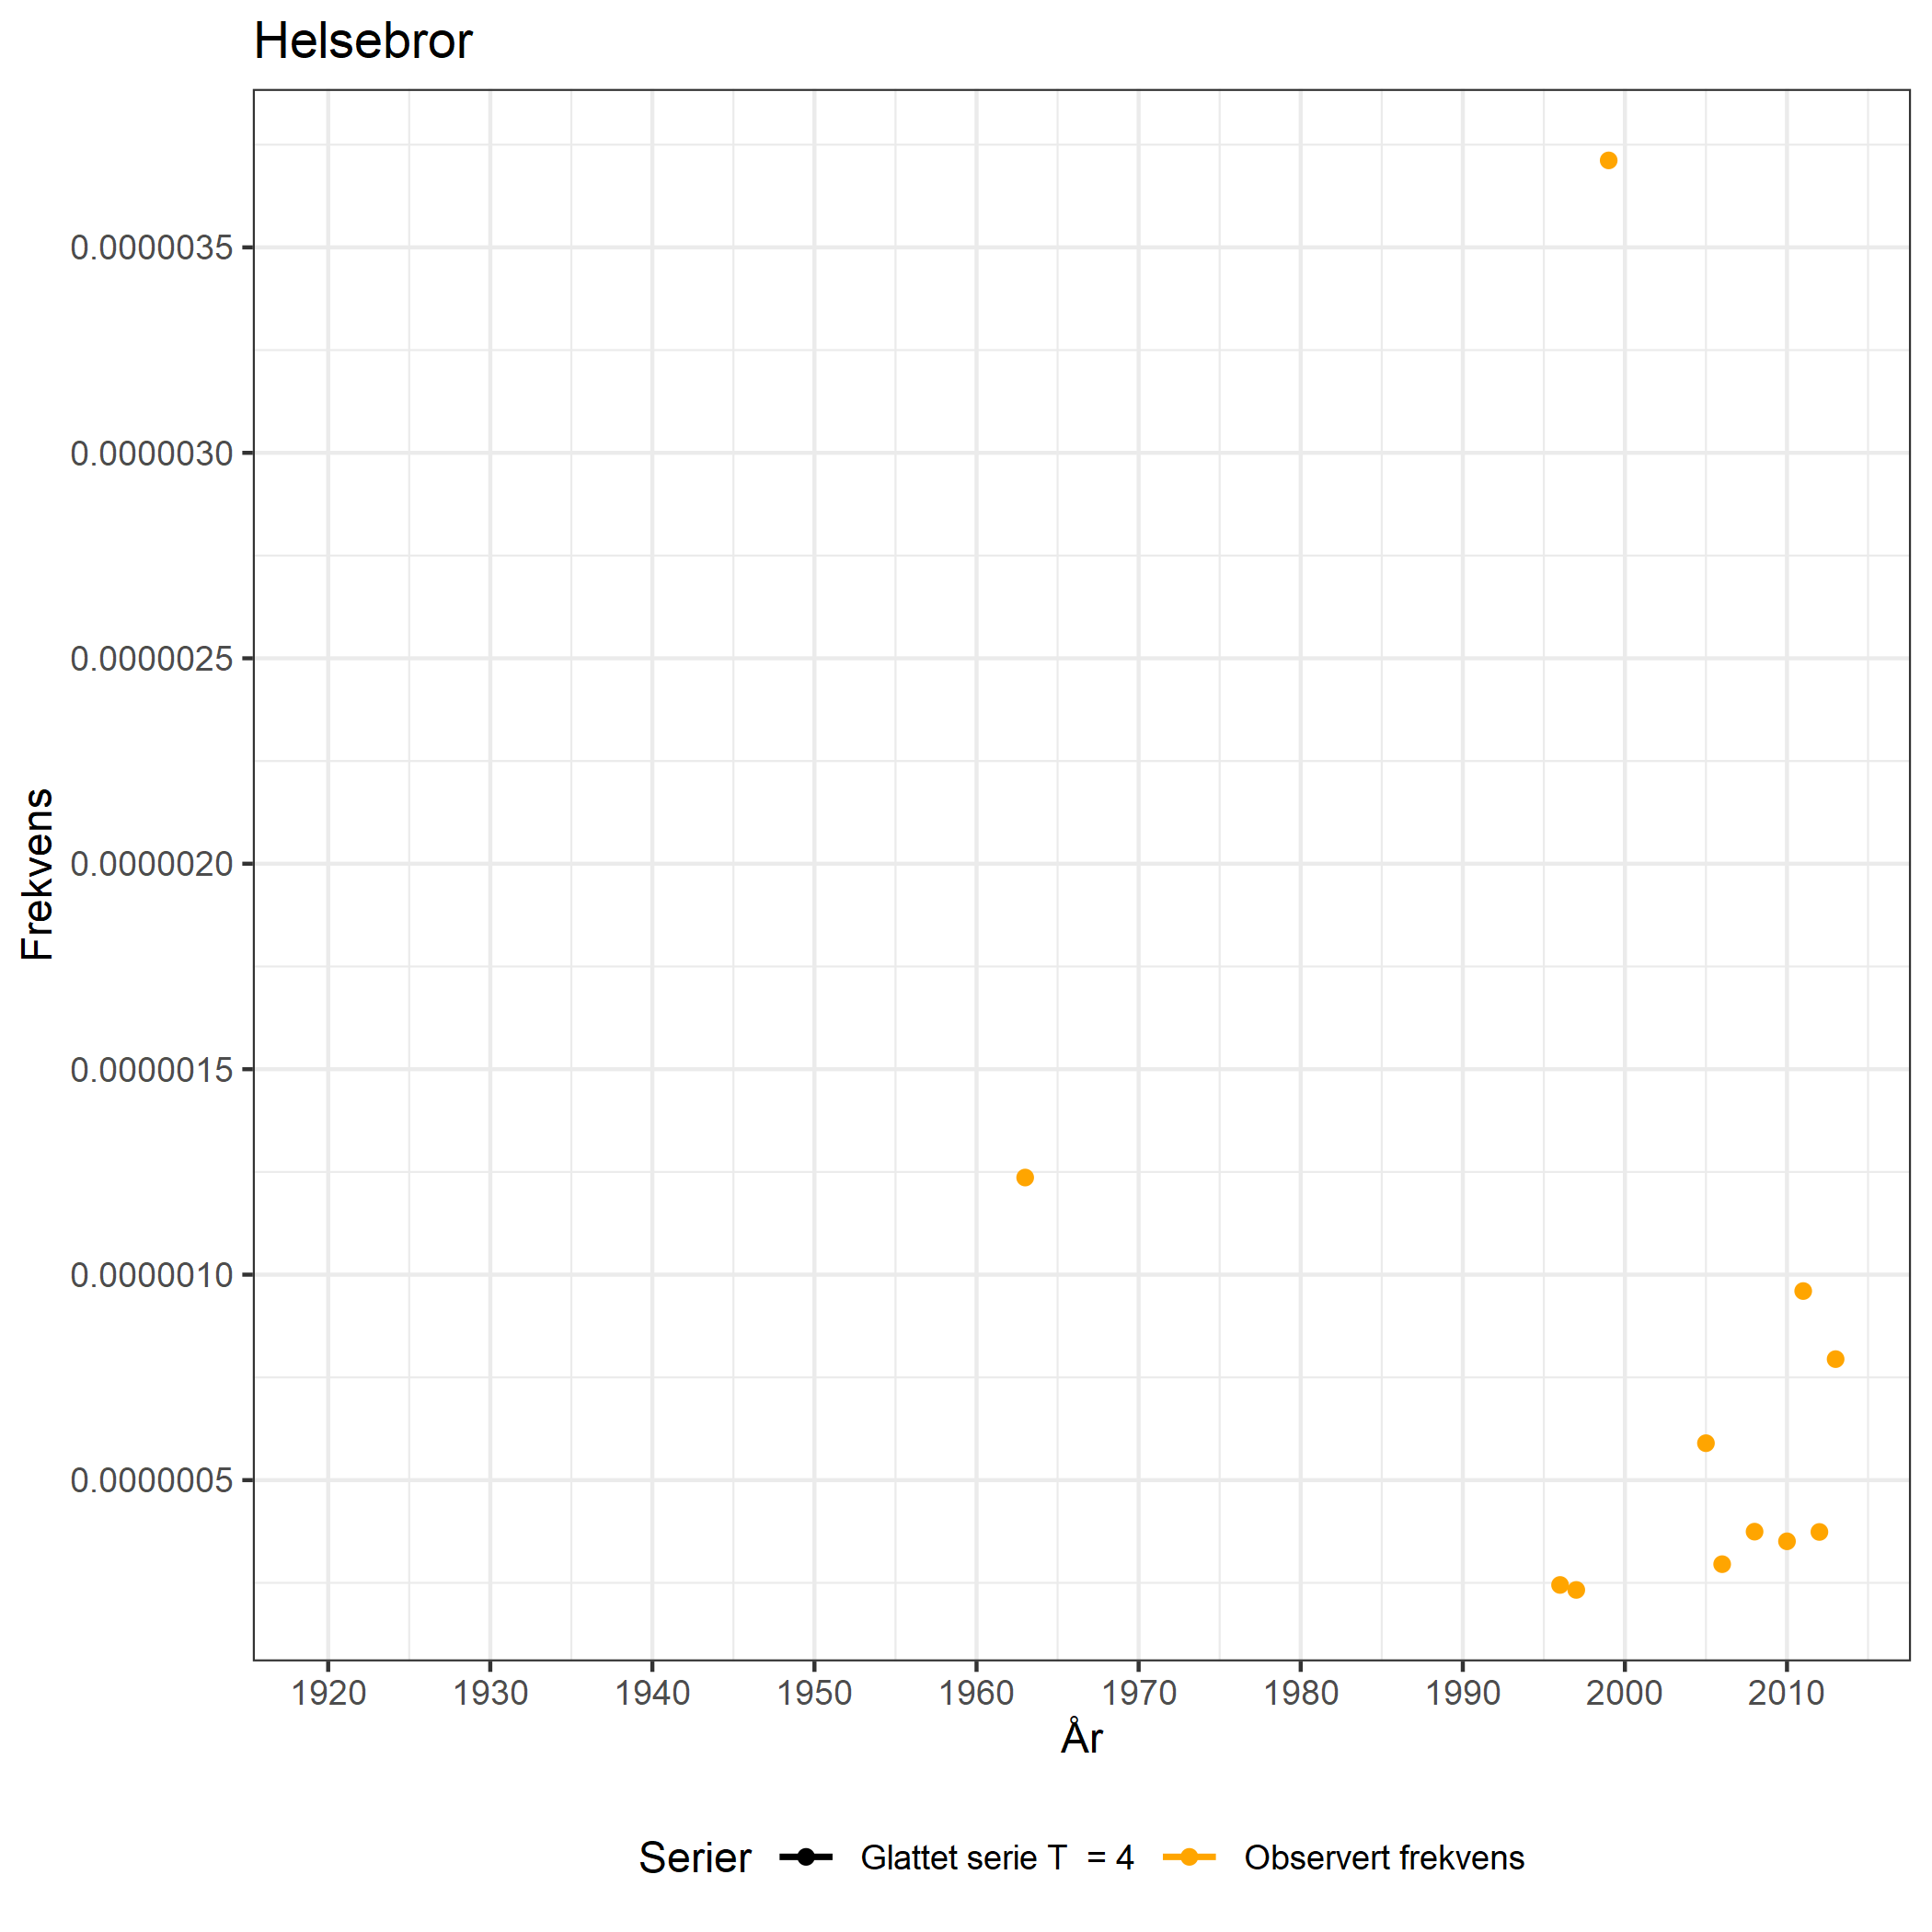 Helsebror
Frekvens
0.0000035
0.0000030
0.0000025
0.0000020
0.0000015
0.0000010
0.0000005
1920 1930 1940 1950 1960 1970 1980 1990 2000 2010
År
Serier Glattet serie T = 4 Observert frekvens